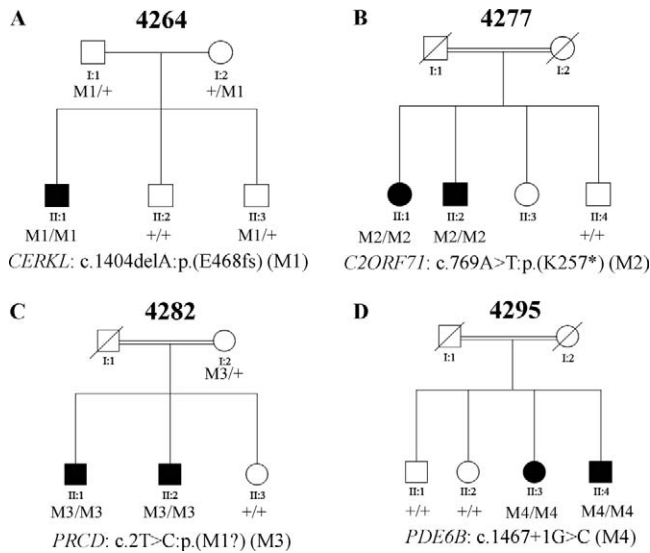 A
4264
I:1
I:2
M1/+
+/M1
II:1
II:2
II:3
M1/M1
+/+
M1/+
CERKL: c.1404delA:p.(E468fs) (M1)
B
4277
I:1
I:2
II:1
II:2
II:3
II:4
M2/M2
M2/M2
+/+
C2ORF71: c.769A>T:p.(K257*) (M2)
C
4282
I:1
I:2
M3/+
II:1
II:2
II:3
M3/M3
M3/M3
+/+
PRCD: c.2T>C:p.(M1?) (M3)
D
4295
I:1
I:2
II:1
II:2
II:3
II:4
+/+
+/+
M4/M4
M4/M4
PDE6B: c.1467+1G>C (M4)